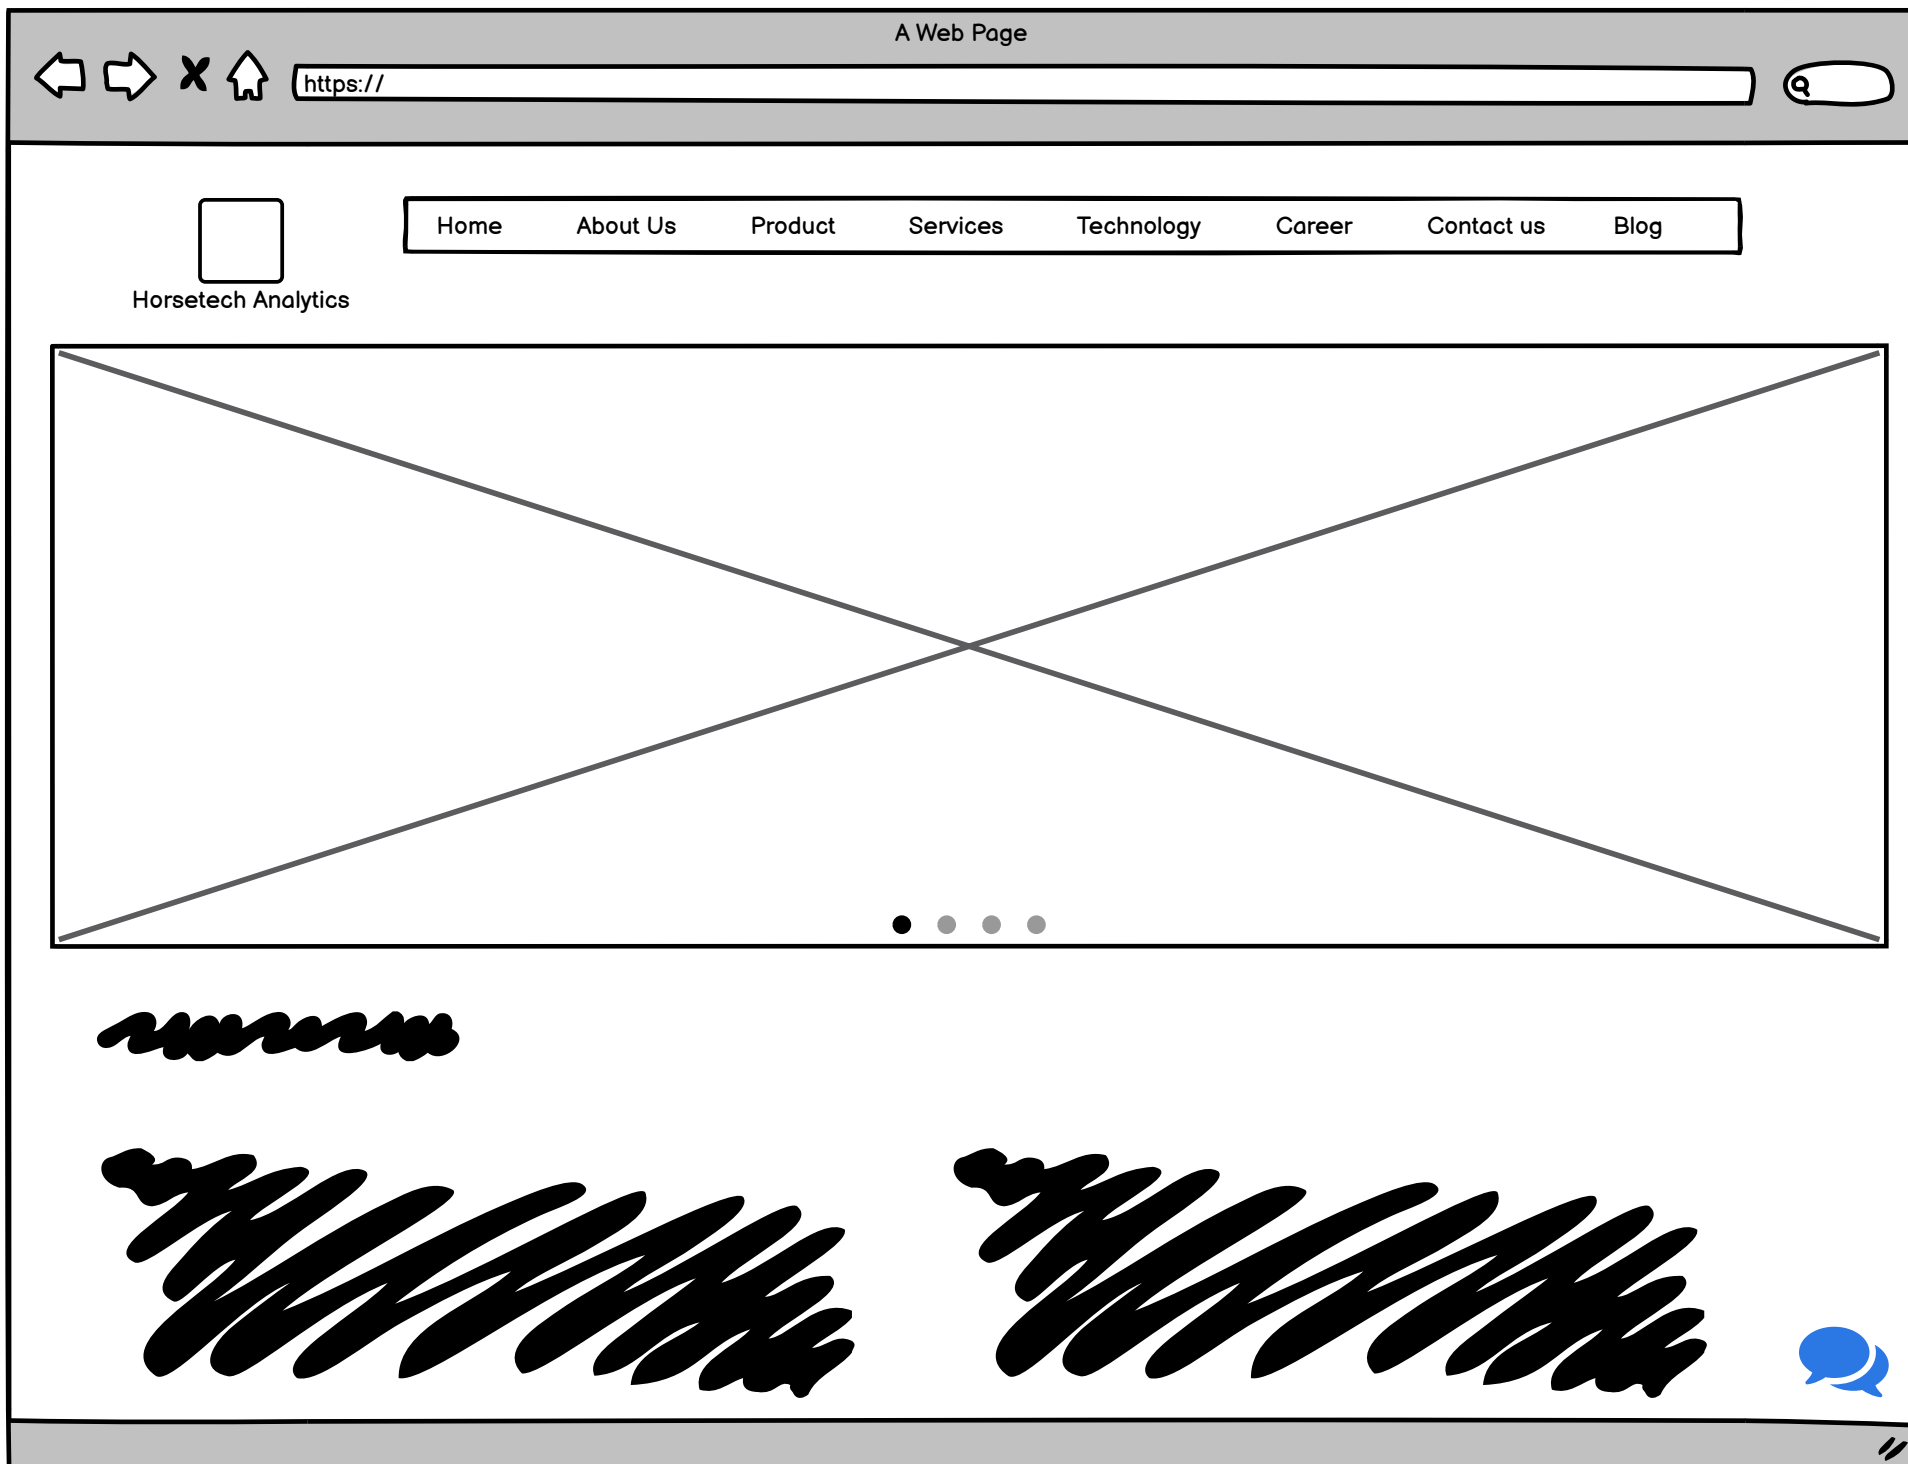 A Web Page
https://
Home About Us Product Services Technology Career Contact us Blog
Horsetech Analytics